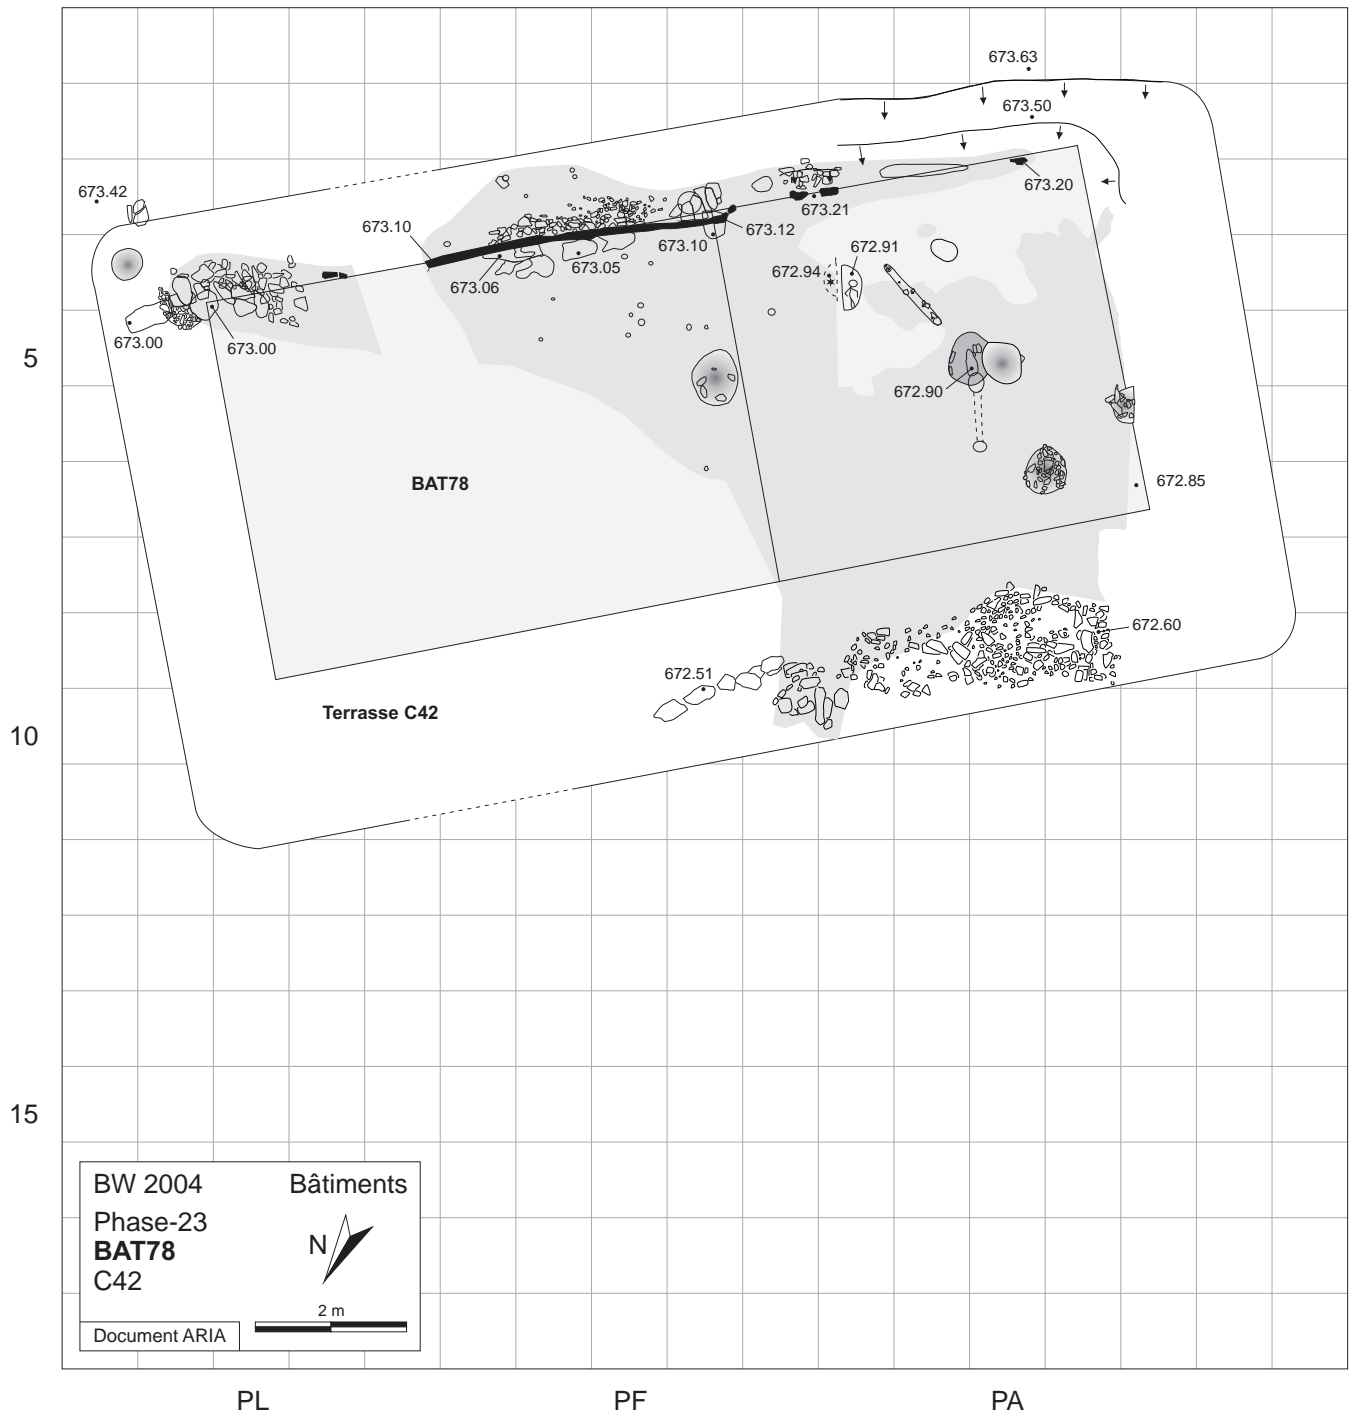 673.63
673.50
673.42
673.20
673.21
673.10
673.12
673.10
672.91
673.05
672.94
673.06
673.00
673.00
5
672.90
BAT78
672.85
672.60
672.51
Terrasse C42
10
15
BW 2004 Bâtiments
Phase-23
BAT78
N
C42
2 m
Document ARIA
PL PF PA